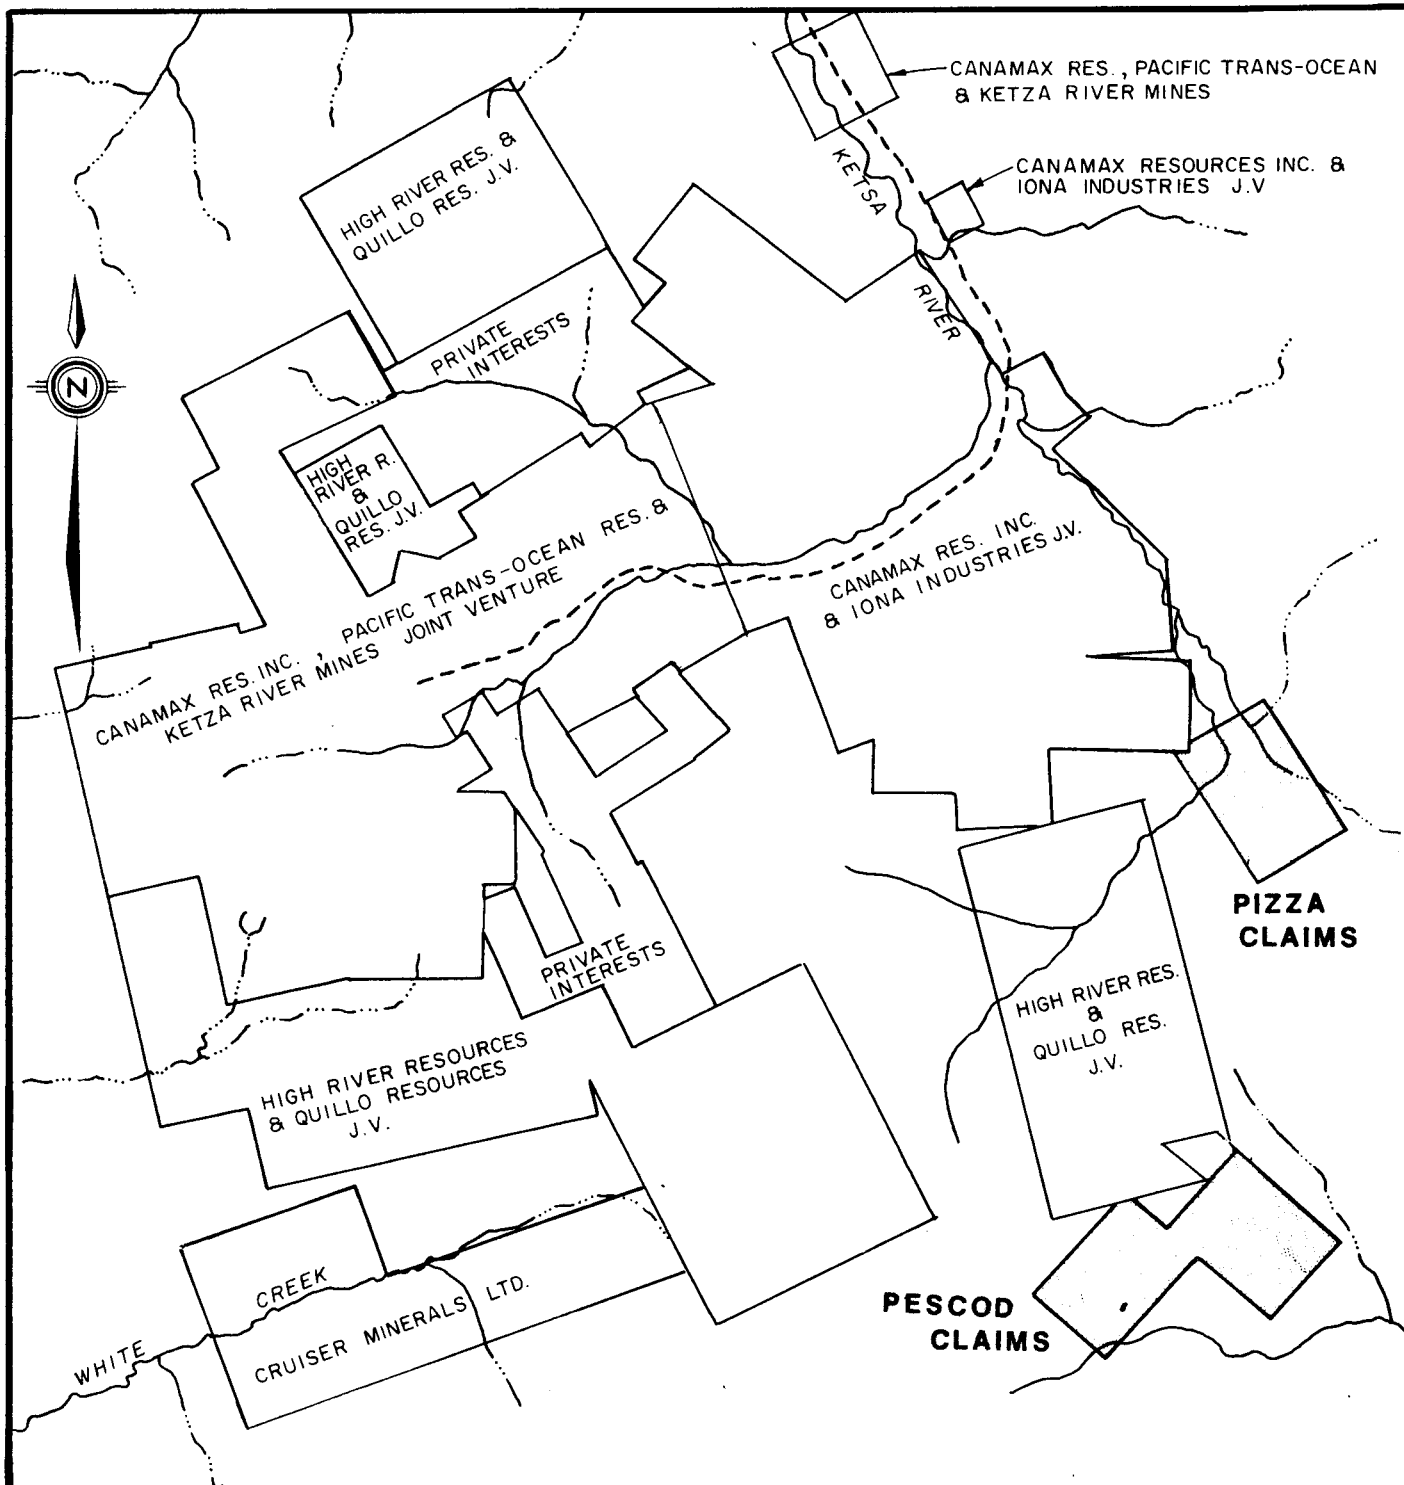 CANAMAX RES., PACIFIC TRANS-OCEAN
& KETZA RIVER MINES
CANAMAX RESOURCES INC. &
IONA INDUSTRIES J.V
KETSA
RIVER
HIGH RIVER RES. &
QUILLO RES. J.V.
PRIVATE
INTERESTS
N
HIGH
RIVER R.
&
QUILLO
RES. J.V.
CANAMAX RES. INC., PACIFIC TRANS-OCEAN RES. &
KETZA RIVER MINES JOINT VENTURE
CANAMAX RES. INC.
& IONA INDUSTRIES J.V.
PIZZA
CLAIMS
PRIVATE
INTERESTS
HIGH RIVER RES.
&
QUILLO RES.
J.V.
HIGH RIVER RESOURCES
& QUILLO RESOURCES
J.V.
WHITE CREEK
CRUISER MINERALS LTD.
PESCOD
CLAIMS